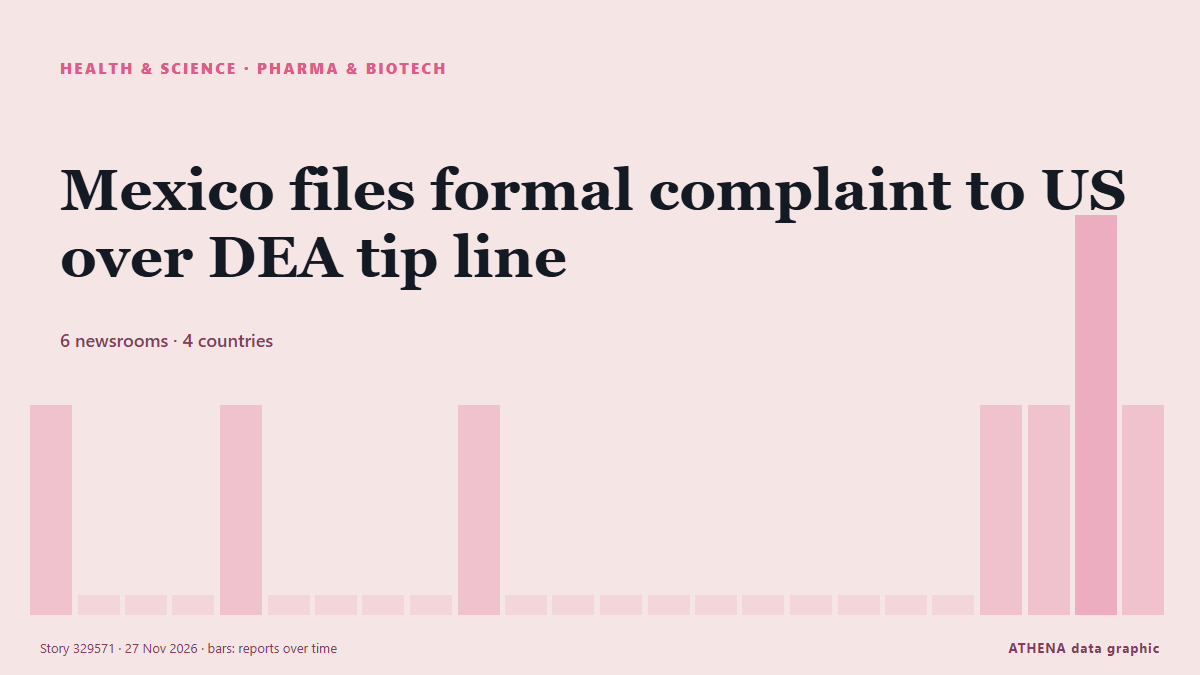 HEALTH & SCIENCE · PHARMA & BIOTECH
Mexico files formal complaint to US
over DEA tip line
6 newsrooms · 4 countries
Story 329571 · 27 Nov 2026 · bars: reports over time
ATHENA data graphic